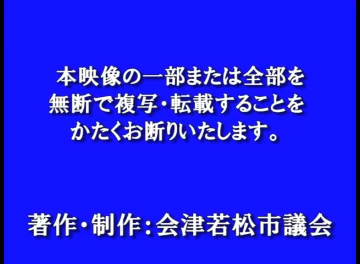 本映像の一部または全部を
無断で複写・転載することを
かたくお断りいたします。
著作・制作：会津若松市議会